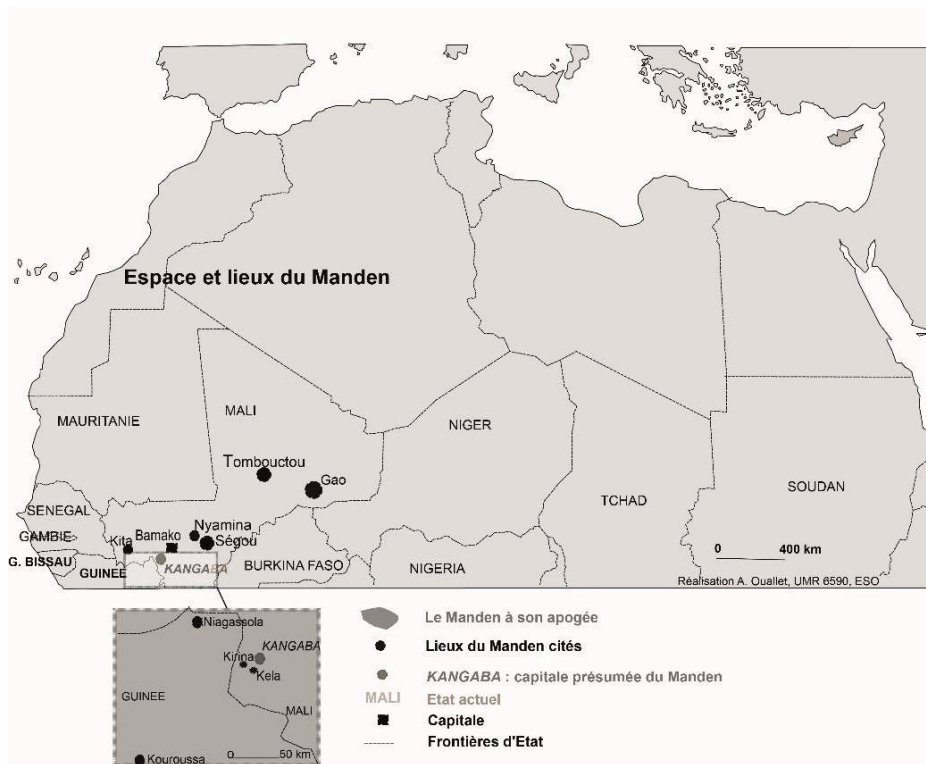 Espace et lieux du Manden
MAURITANIE
MALI
NIGER
TCHAD
SOUDAN
Tombouctou
Gao
SENEGAL
GAMBIE
G. BISSAU
GUINEE
Kita
Bamako
Nyamina
Ségou
KANGABA
BURKINA FASO
NIGERIA
0 400 km
Réalisation A. Ouallet, UMR 6590, ESO
Niagassola
Kirina
KANGABA
Kela
GUINEE
MALI
Kouroussa
0 50 km
Le Manden à son apogée
Lieux du Manden cités
KANGABA : capitale présumée du Manden
MALI Etat actuel
Capitale
Frontières d'Etat